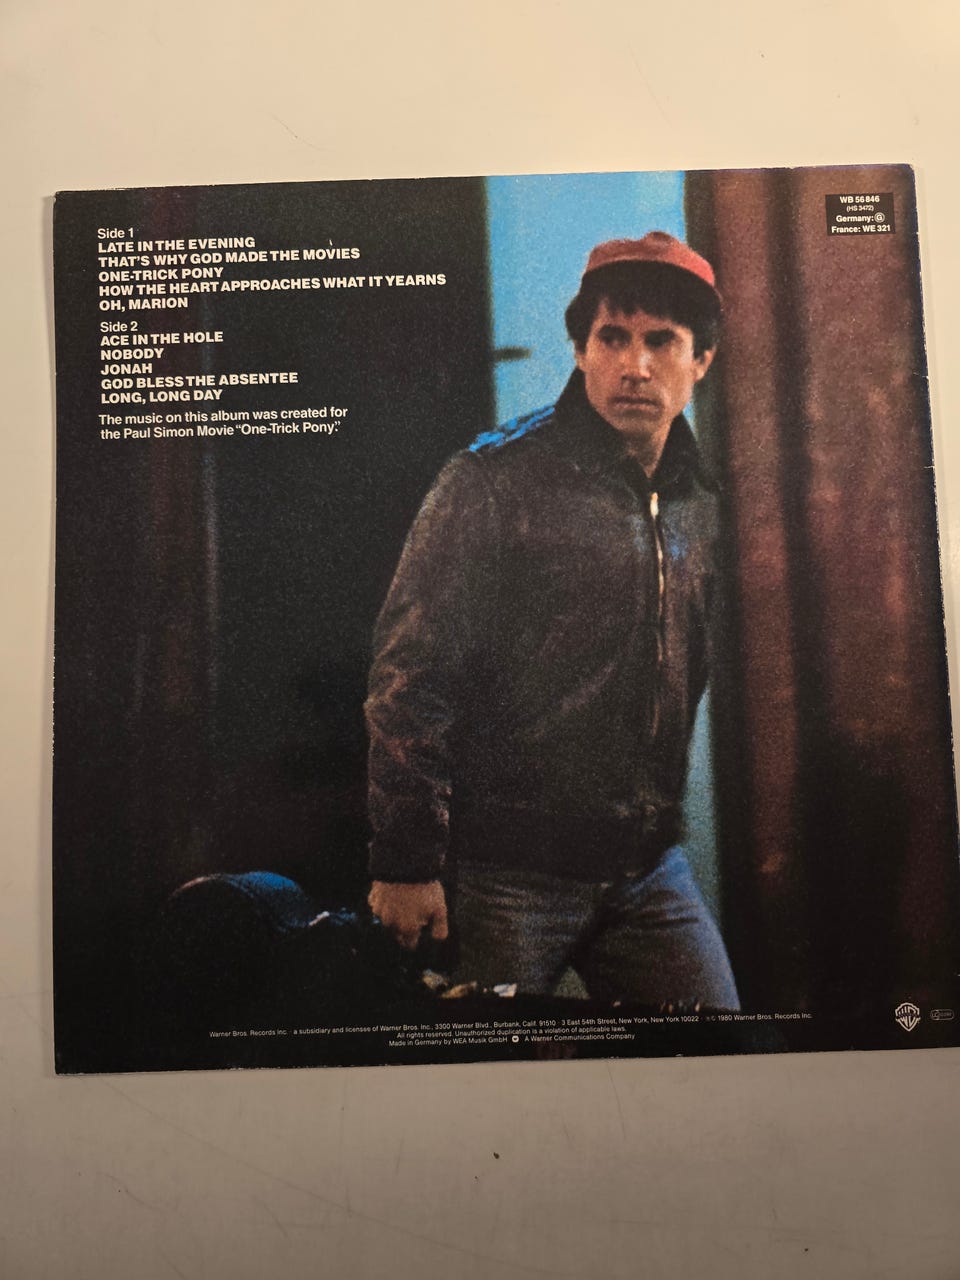 Side 1
LATE IN THE EVENING
THAT'S WHY GOD MADE THE MOVIES
ONE-TRICK PONY
HOW THE HEART APPROACHES WHAT IT YEARNS
OH, MARION
Side 2
ACE IN THE HOLE
NOBODY
JONAH
GOD BLESS THE ABSENTEE
LONG, LONG DAY
The music on this album was created for
the Paul Simon Movie "One-Trick Pony."
WB 56 846
(HS 3472)
Germany: G
France: WE 321
Warner Bros. Records Inc. · a subsidiary and licensee of Warner Bros. Inc., 3300 Warner Blvd., Burbank, Calif. 91510 · 3 East 54th Street, New York, New York 10022 · ℗ © 1980 Warner Bros. Records Inc.
All rights reserved. Unauthorized duplication is a violation of applicable laws.
Made in Germany by WEA Musik GmbH A Warner Communications Company